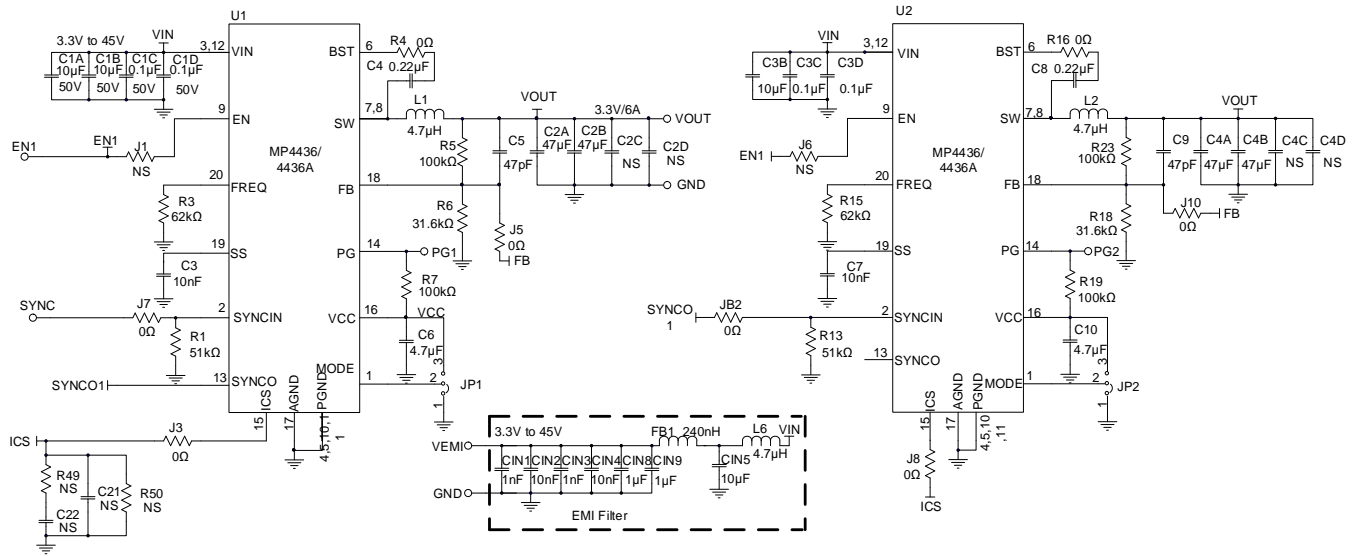 U1
3.3V to 45V
VIN
C1A
10µF
50V
C1B
10µF
50V
C1C
0.1µF
50V
C1D
0.1µF
50V
3,12
VIN
9
EN
EN1
EN1
J1
NS
20
FREQ
R3
62kΩ
19
SS
C3
10nF
SYNC
J7
0Ω
2
SYNCIN
R1
51kΩ
SYNCO1
13
SYNCO
ICS
15
AGND
17
PGND
4,5,10,1
1
MP4436/
4436A
ICS
J3
0Ω
R49
NS
C22
NS
C21
NS
R50
NS
BST
6
R4
0Ω
C4
0.22µF
SW
7,8
L1
4.7µH
VOUT
3.3V/6A
VOUT
R5
100kΩ
C5
47pF
C2A
47µF
C2B
47µF
C2C
NS
C2D
NS
GND
FB
18
R6
31.6kΩ
J5
0Ω
FB
PG
14
PG1
R7
100kΩ
VCC
16
VCC
C6
4.7µF
MODE
1
3
2
1
JP1
3.3V to 45V
VEMI
GND
CIN1
1nF
CIN2
10nF
CIN3
1nF
CIN4
10nF
CIN8
1µF
CIN9
1µF
FB1 240nH
CIN5
10µF
L6
4.7µH
VIN
EMI Filter
U2
VIN
C3B
10µF
C3C
0.1µF
C3D
0.1µF
3,12
VIN
9
EN
EN1
J6
NS
20
FREQ
R15
62kΩ
19
SS
C7
10nF
SYNCO
1
JB2
0Ω
2
SYNCIN
R13
51kΩ
13
SYNCO
ICS
15
J8
0Ω
ICS
AGND
17
PGND
4,5,10
,11
MP4436/
4436A
BST
6
R16 0Ω
C8
0.22µF
SW
7,8
L2
4.7µH
VOUT
R23
100kΩ
C9
47pF
C4A
47µF
C4B
47µF
C4C
NS
C4D
NS
FB
18
R18
31.6kΩ
J10
0Ω
FB
PG
14
PG2
R19
100kΩ
VCC
16
C10
4.7µF
MODE
1
3
2
1
JP2